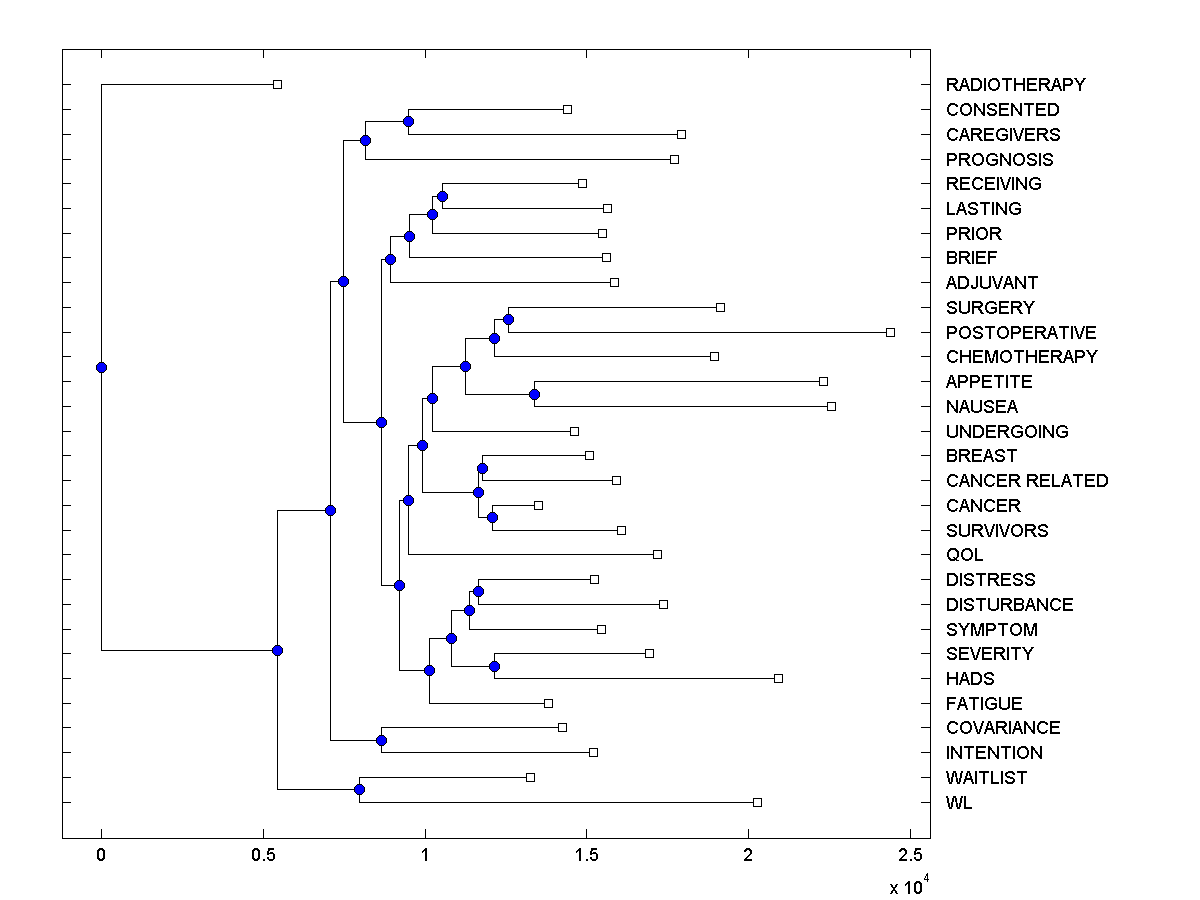 RADIOTHERAPY
CONSENTED
CAREGIVERS
PROGNOSIS
RECEIVING
LASTING
PRIOR
BRIEF
ADJUVANT
SURGERY
POSTOPERATIVE
CHEMOTHERAPY
APPETITE
NAUSEA
UNDERGOING
BREAST
CANCER RELATED
CANCER
SURVIVORS
QOL
DISTRESS
DISTURBANCE
SYMPTOM
SEVERITY
HADS
FATIGUE
COVARIANCE
INTENTION
WAITLIST
WL
0 0.5 1 1.5 2 2.5
x 10^4